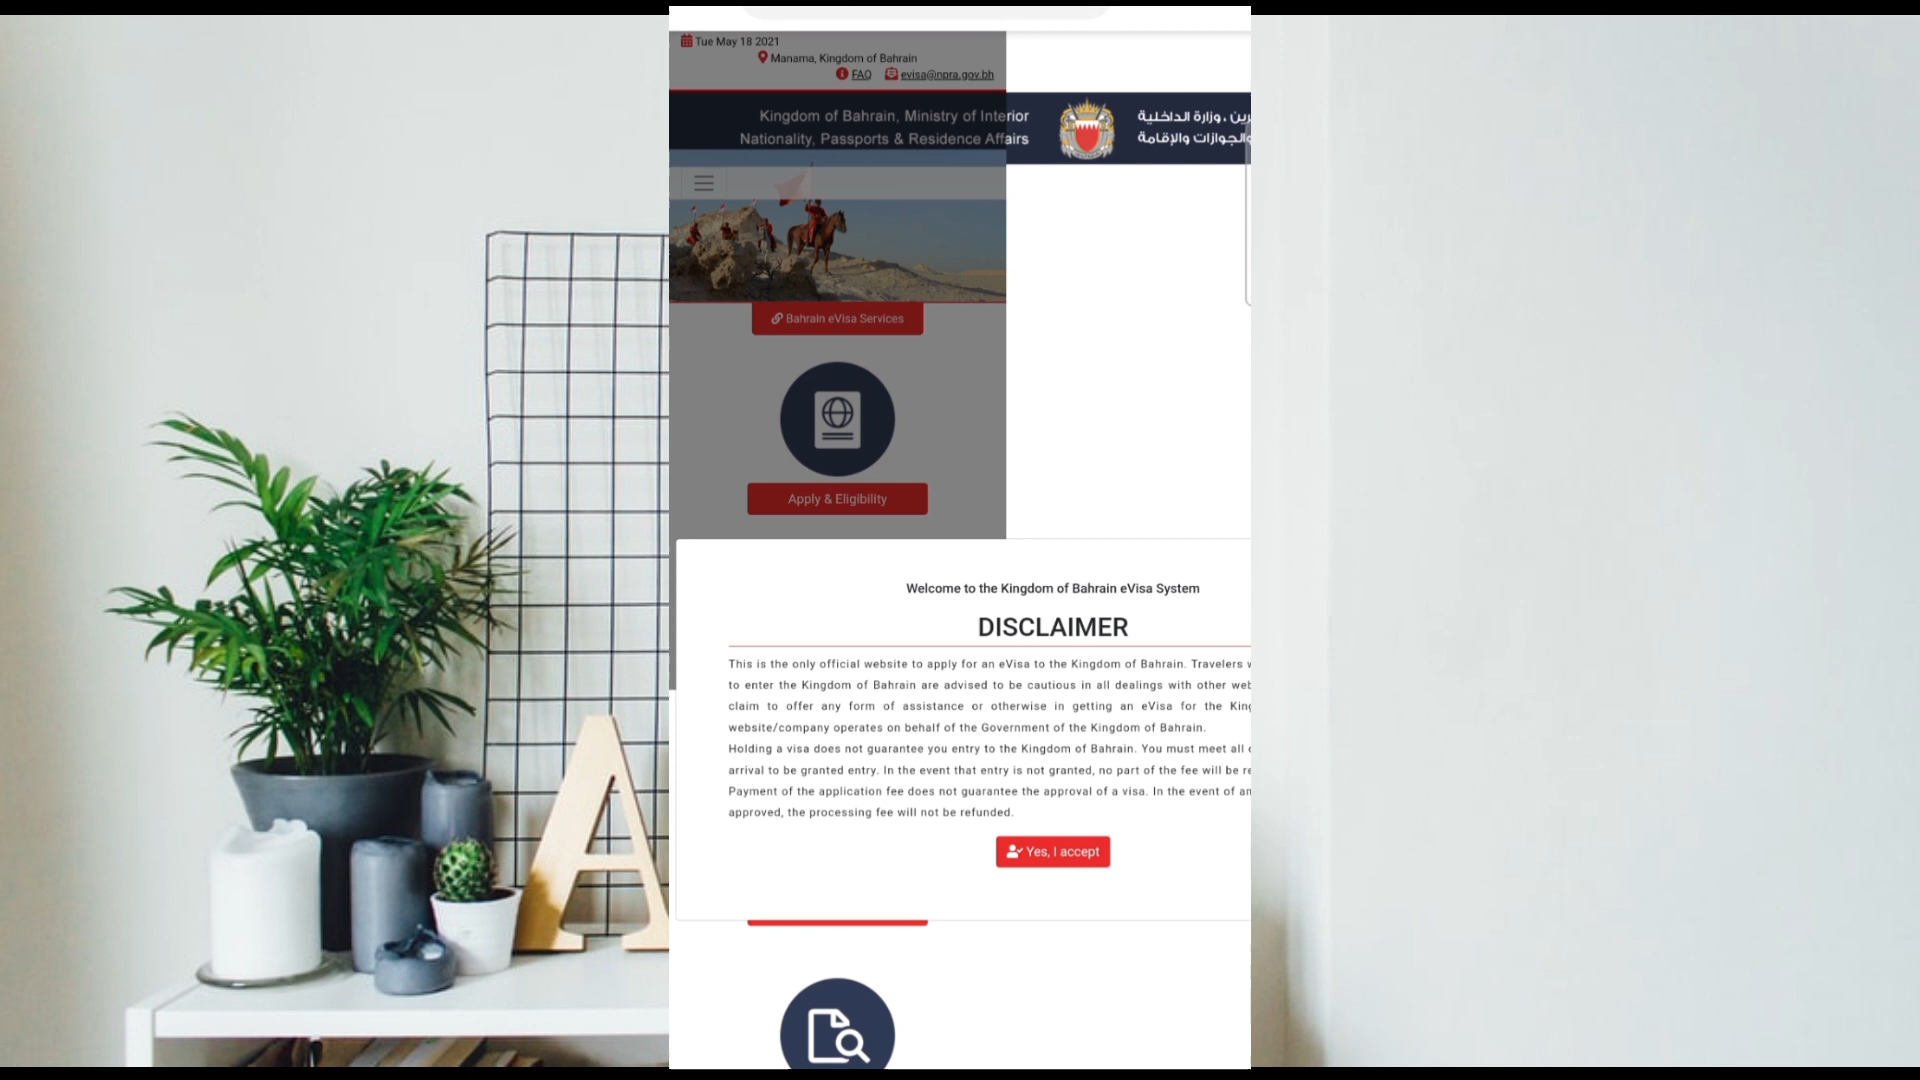 Tue May 18 2021
Manama, Kingdom of Bahrain
FAQ evisa@npra.gov.bh
Kingdom of Bahrain, Ministry of Interior
Nationality, Passports & Residence Affairs
وزارة الداخلية
والجوازات والإقامة
Bahrain eVisa Services
Apply & Eligibility
Welcome to the Kingdom of Bahrain eVisa System
DISCLAIMER
This is the only official website to apply for an eVisa to the Kingdom of Bahrain. Travelers
to enter the Kingdom of Bahrain are advised to be cautious in all dealings with other
claim to offer any form of assistance or otherwise in getting an eVisa for the
website/company operates on behalf of the Government of the Kingdom of Bahrain.
Holding a visa does not guarantee you entry to the Kingdom of Bahrain. You must meet all
arrival to be granted entry. In the event that entry is not granted, no part of the fee will be
Payment of the application fee does not guarantee the approval of a visa. In the event of
approved, the processing fee will not be refunded.
Yes, I accept
A